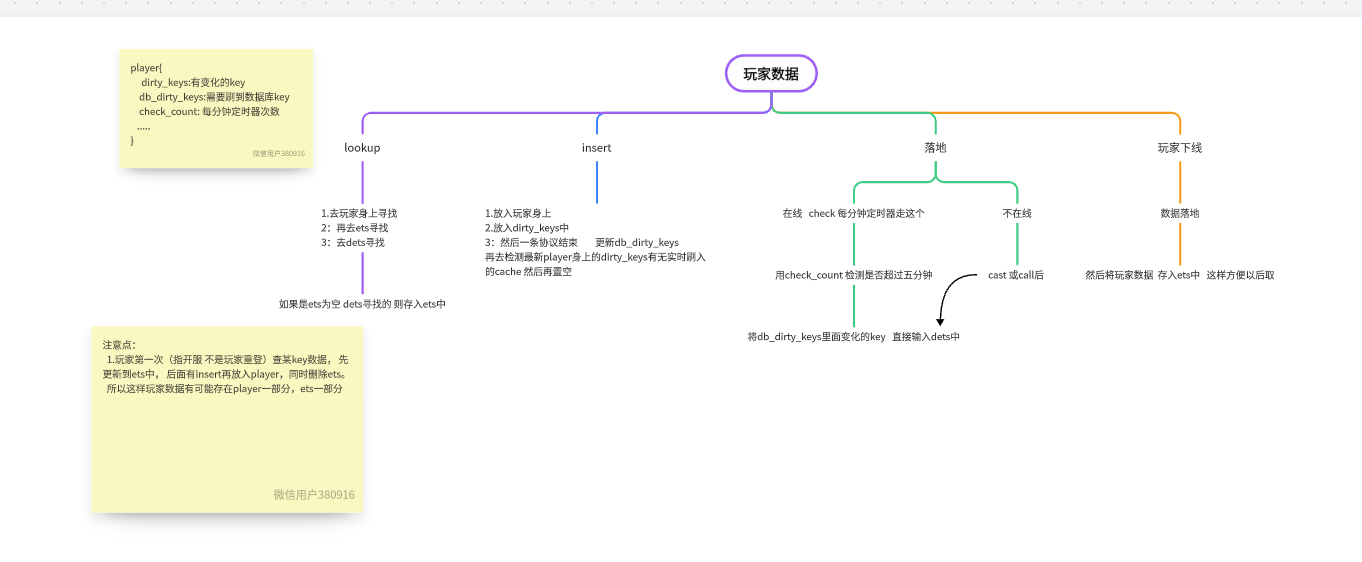 player{
dirty_keys:有变化的key
db_dirty_keys:需要刷到数据库key
check_count: 每分钟定时器次数
.....
}
微信用户380916
玩家数据
lookup
insert
落地
玩家下线
1.去玩家身上寻找
2：再去ets寻找
3：去dets寻找
如果是ets为空 dets寻找的 则存入ets中
1.放入玩家身上
2.放入dirty_keys中
3：然后一条协议结束 更新db_dirty_keys
再去检测最新player身上的dirty_keys有无实时刷入
的cache 然后再置空
在线 check 每分钟定时器走这个
用check_count 检测是否超过五分钟
将db_dirty_keys里面变化的key 直接输入dets中
不在线
cast 或call后
数据落地
然后将玩家数据 存入ets中 这样方便以后取
注意点：
1.玩家第一次（指开服 不是玩家重登）查某key数据， 先
更新到ets中， 后面有insert再放入player，同时删除ets。
所以这样玩家数据有可能存在player一部分，ets一部分
微信用户380916